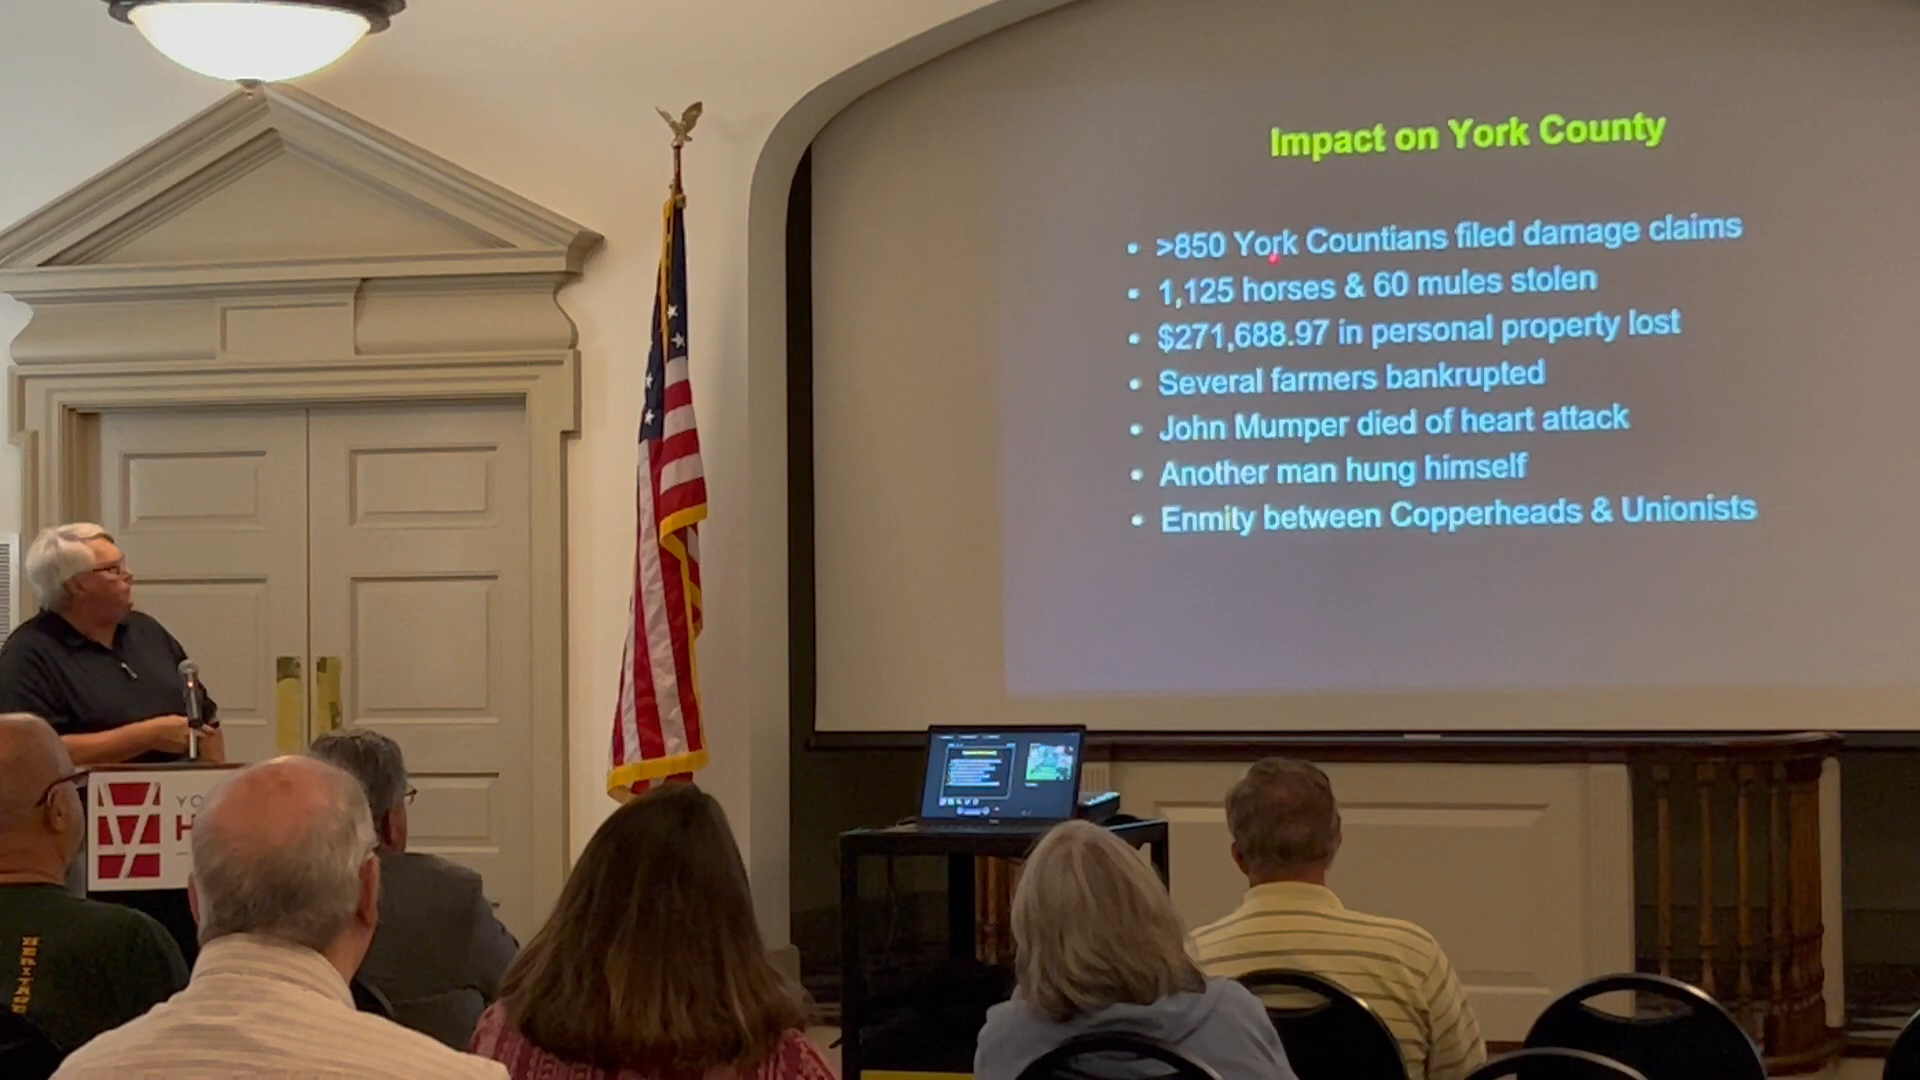 Impact on York County
• >850 York Countians filed damage claims
• 1,125 horses & 60 mules stolen
• $271,688.97 in personal property lost
• Several farmers bankrupted
• John Mumper died of heart attack
• Another man hung himself
• Enmity between Copperheads & Unionists
YO
H
HERITAGE